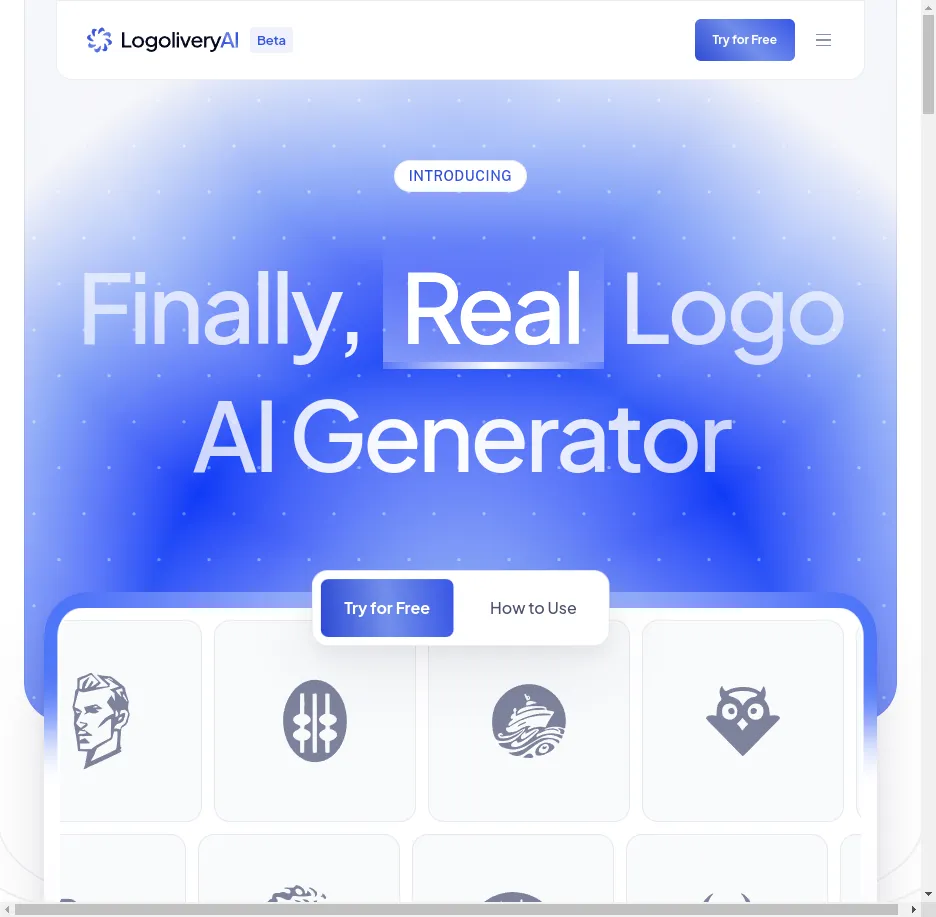 LogoliveryAI Beta
Try for Free
INTRODUCING
Finally, Real Logo
AI Generator
Try for Free
How to Use